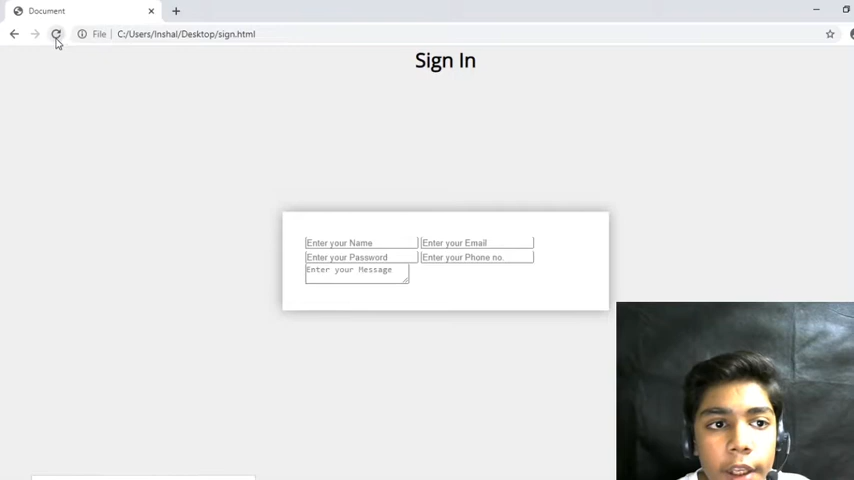 Document
File C:/Users/Inshal/Desktop/sign.html
Sign In
Enter your Name Enter your Email
Enter your Password Enter your Phone no.
Enter your Message